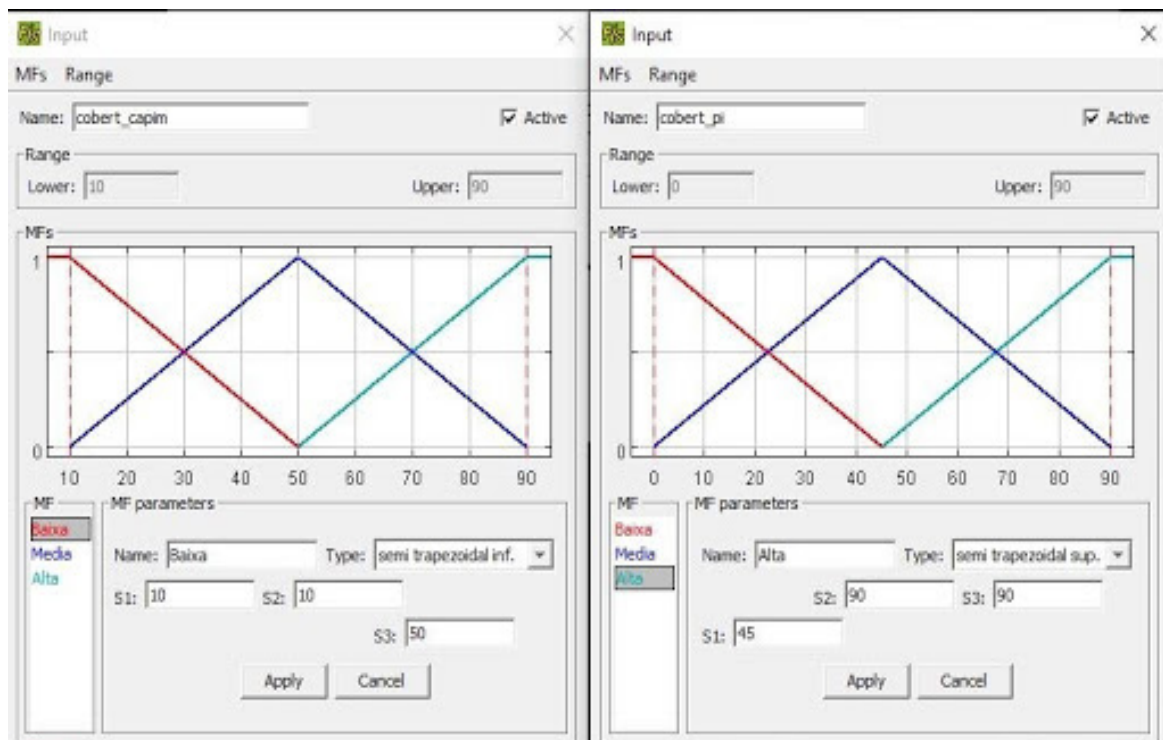 Input
MFs Range
Name: cobert_capim Active
Range
Lower: 10 Upper: 90
MFs
1
0
10 20 30 40 50 60 70 80 90
MF
Baixa
Media
Alta
MF parameters
Name: Baixa Type: semi trapezoidal inf.
S1: 10 S2: 10
S3: 50
Apply Cancel
Input
MFs Range
Name: cobert_pi Active
Range
Lower: 0 Upper: 90
MFs
1
0
0 10 20 30 40 50 60 70 80 90
MF
Baixa
Media
Alta
MF parameters
Name: Alta Type: semi trapezoidal sup.
S2: 90 S3: 90
S1: 45
Apply Cancel